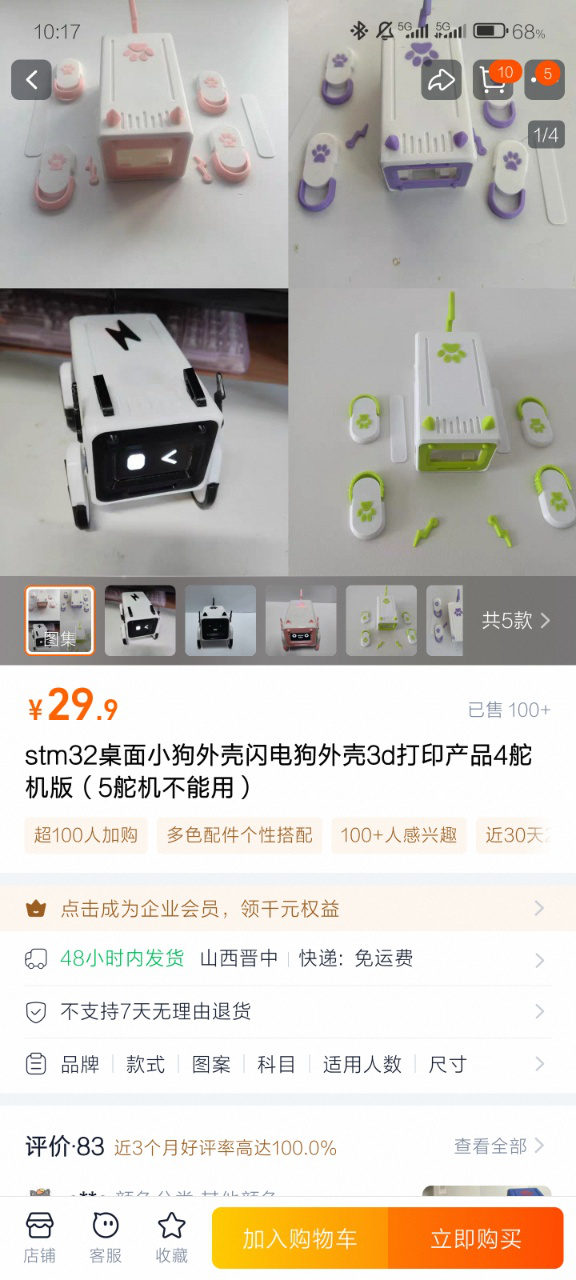 10:17
5G
5G
68%
10
5
1/4
图集
共5款
¥29.9
已售 100+
stm32桌面小狗外壳闪电狗外壳3d打印产品4舵
机版（5舵机不能用）
超100人加购
多色配件个性搭配
100+人感兴趣
近30天
点击成为企业会员，领千元权益
48小时内发货
山西晋中
快递: 免运费
不支持7天无理由退货
品牌
款式
图案
科目
适用人数
尺寸
评价·83
近3个月好评率高达100.0%
查看全部
店铺
客服
收藏
加入购物车
立即购买